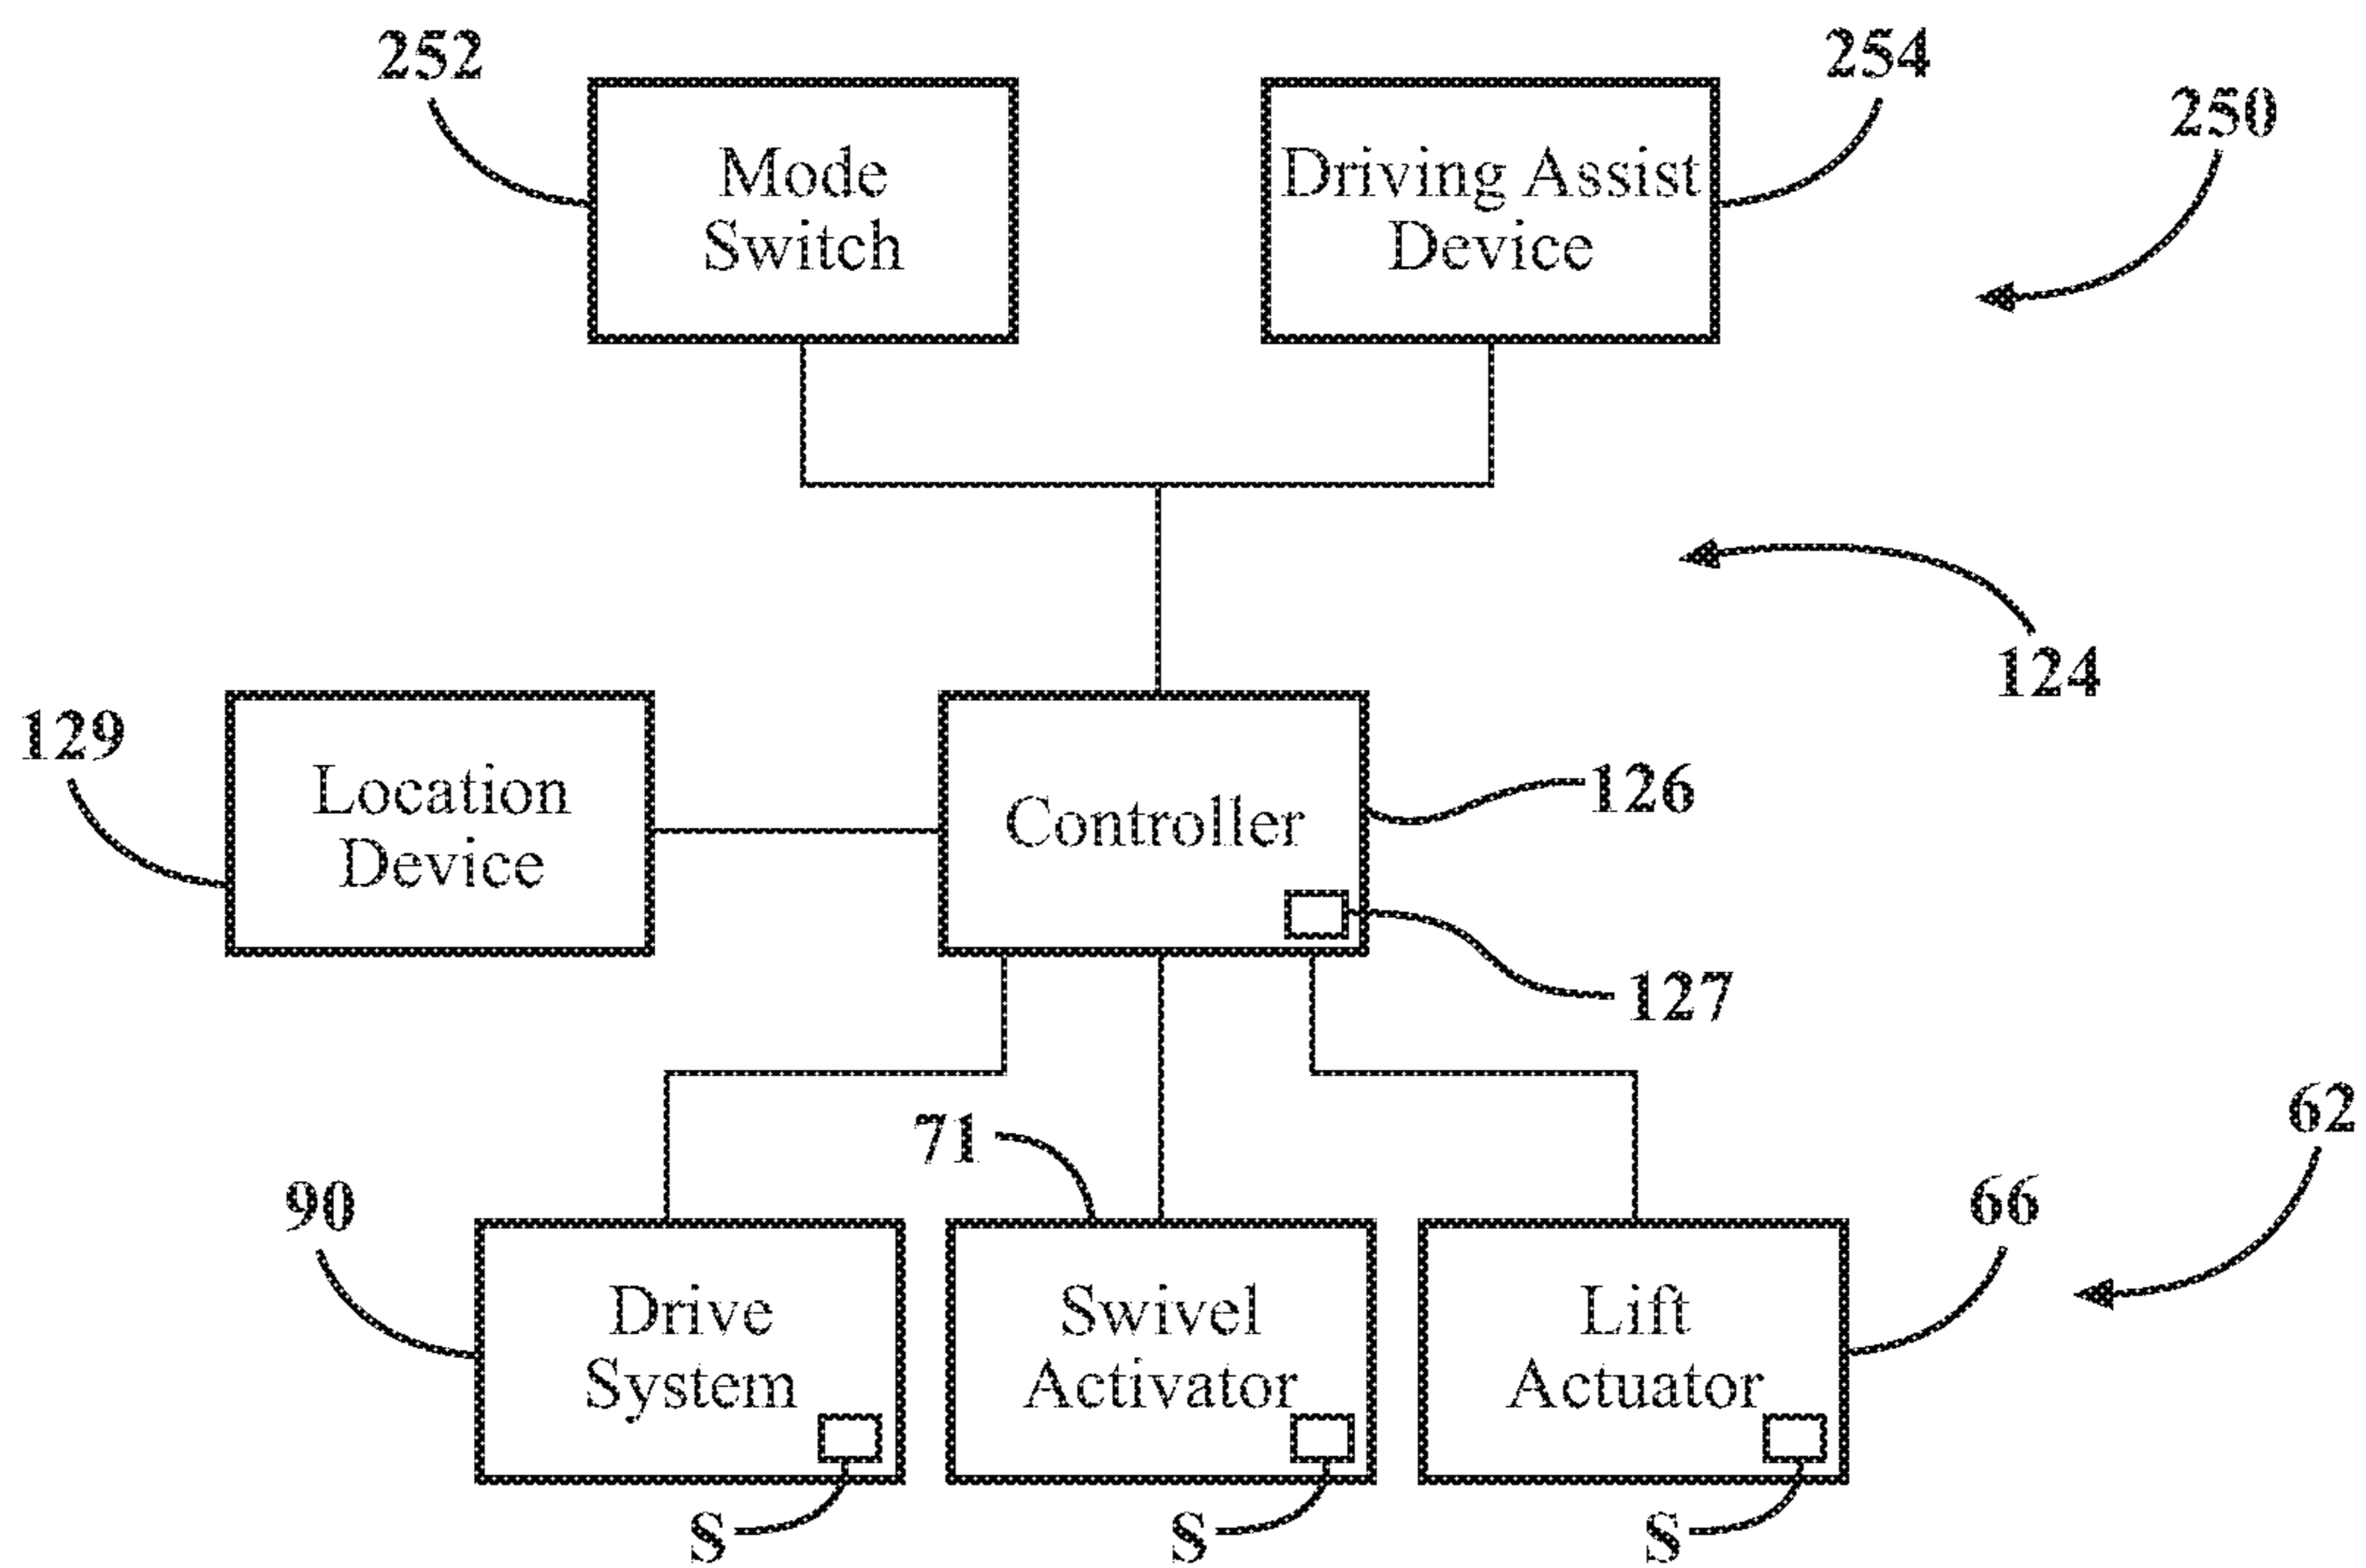 252
254
250
Mode
Switch
Driving Assist
Device
124
129
Location
Device
Controller
126
127
71
62
90
66
Drive
System
Swivel
Activator
Lift
Actuator
S
S
S